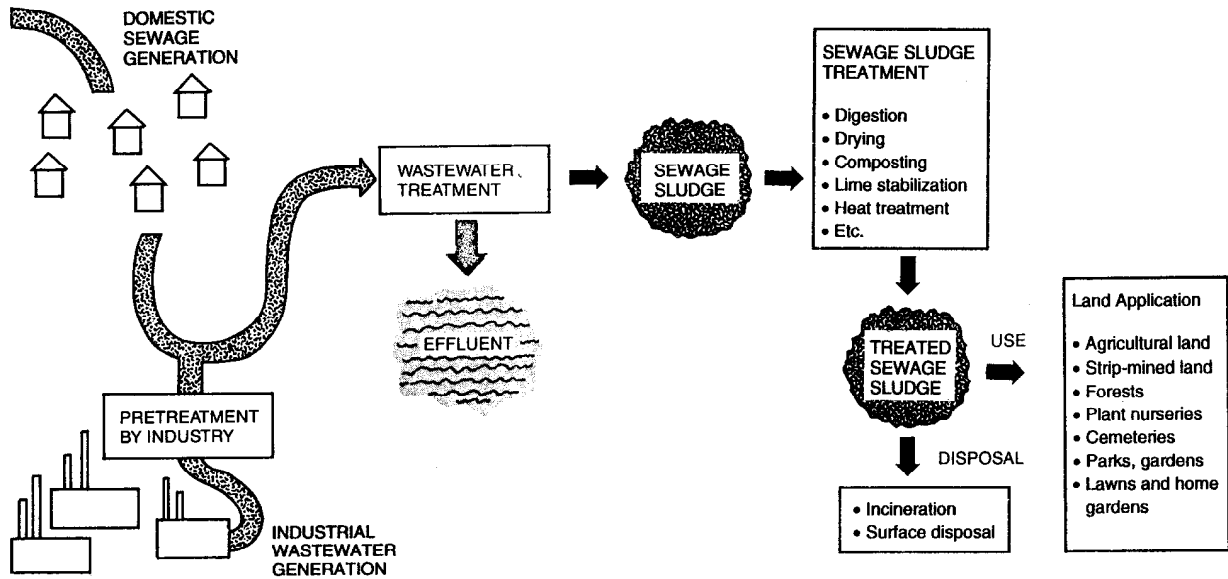 DOMESTIC
SEWAGE
GENERATION
WASTEWATER
TREATMENT
EFFLUENT
PRETREATMENT
BY INDUSTRY
INDUSTRIAL
WASTEWATER
GENERATION
SEWAGE
SLUDGE
SEWAGE SLUDGE
TREATMENT
• Digestion
• Drying
• Composting
• Lime stabilization
• Heat treatment
• Etc.
TREATED
SEWAGE
SLUDGE
USE
DISPOSAL
• Incineration
• Surface disposal
Land Application
• Agricultural land
• Strip-mined land
• Forests
• Plant nurseries
• Cemeteries
• Parks, gardens
• Lawns and home
gardens